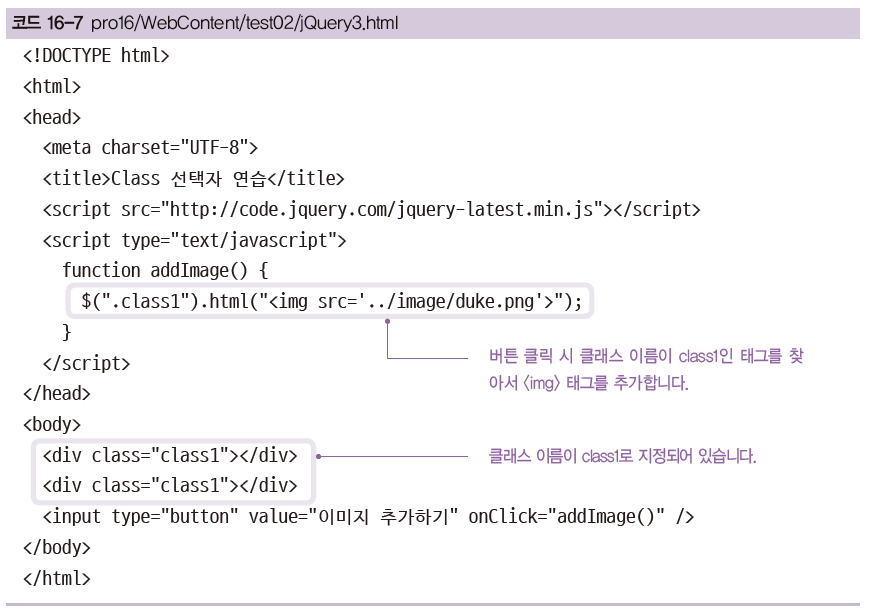 코드 16-7 pro16/WebContent/test02/jQuery3.html
<!DOCTYPE html>
<html>
<head>
<meta charset="UTF-8">
<title>Class 선택자 연습</title>
<script src="http://code.jquery.com/jquery-latest.min.js"></script>
<script type="text/javascript">
function addImage() {
$(".class1").html("<img src='../image/duke.png'>");
}
버튼 클릭 시 클래스 이름이 class1인 태그를 찾
</script>
아서 <img> 태그를 추가합니다.
</head>
<body>
<div class="class1"></div>
클래스 이름이 class1로 지정되어 있습니다.
<div class="class1"></div>
<input type="button" value="이미지 추가하기" onClick="addImage()" />
</body>
</html>